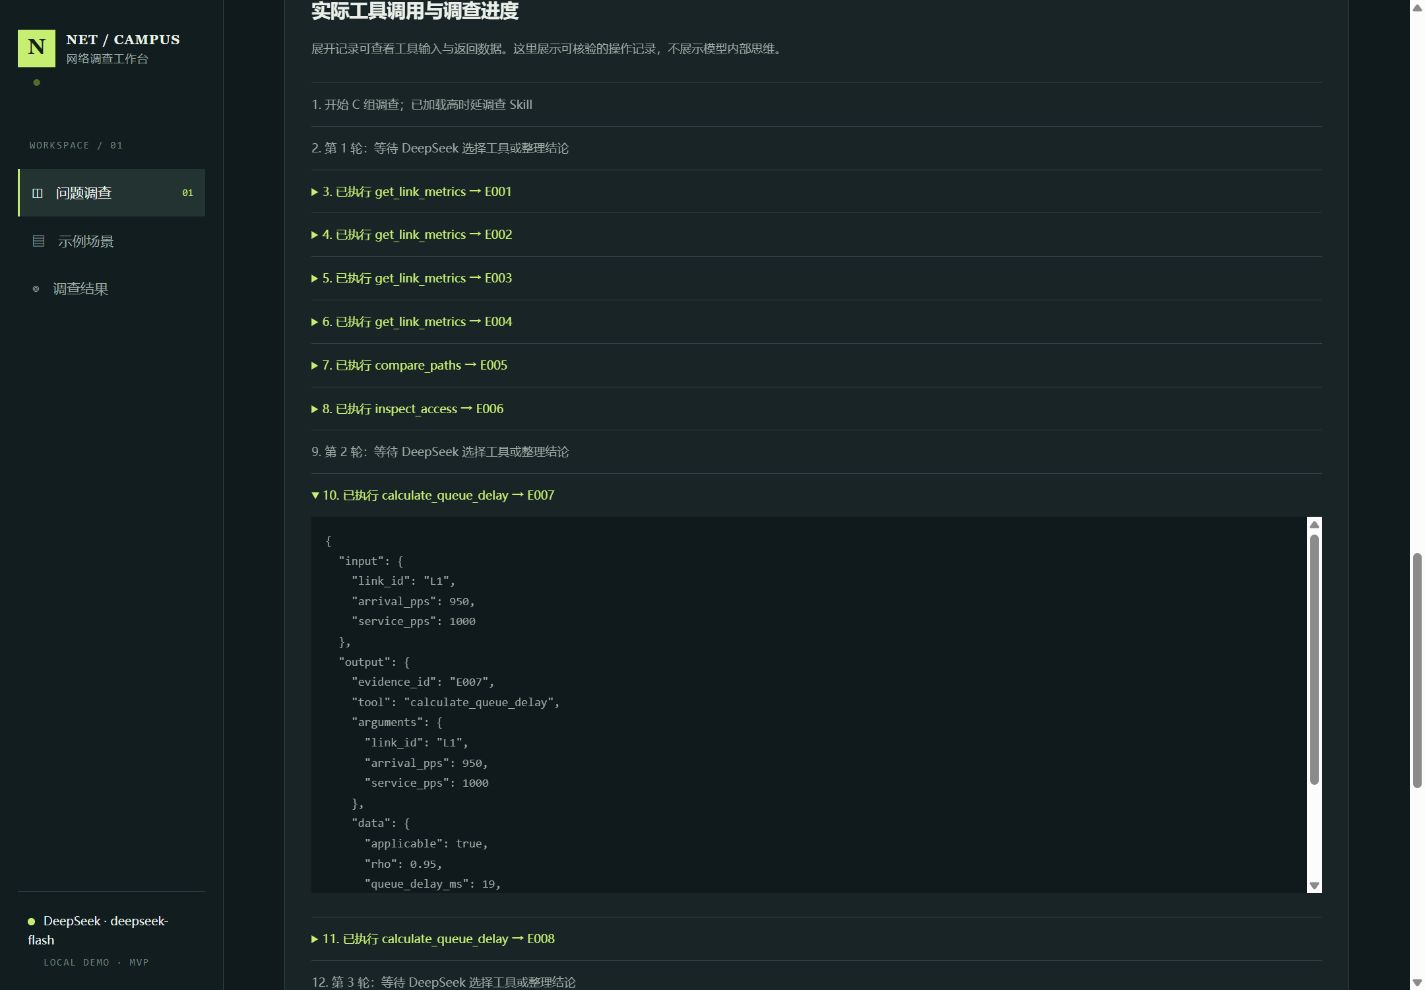 N
NET / CAMPUS
网络调查工作台
WORKSPACE / 01
问题调查
01
示例场景
调查结果
DeepSeek · deepseek-
flash
LOCAL DEMO · MVP
实际工具调用与调查进度
展开记录可查看工具输入与返回数据。这里展示可核验的操作记录，不展示模型内部思维。
1. 开始 C 组调查；已加载高时延调查 Skill
2. 第 1 轮：等待 DeepSeek 选择工具或整理结论
3. 已执行 get_link_metrics → E001
4. 已执行 get_link_metrics → E002
5. 已执行 get_link_metrics → E003
6. 已执行 get_link_metrics → E004
7. 已执行 compare_paths → E005
8. 已执行 inspect_access → E006
9. 第 2 轮：等待 DeepSeek 选择工具或整理结论
10. 已执行 calculate_queue_delay → E007
{
"input": {
"link_id": "L1",
"arrival_pps": 950,
"service_pps": 1000
},
"output": {
"evidence_id": "E007",
"tool": "calculate_queue_delay",
"arguments": {
"link_id": "L1",
"arrival_pps": 950,
"service_pps": 1000
},
"data": {
"applicable": true,
"rho": 0.95,
"queue_delay_ms": 19,
11. 已执行 calculate_queue_delay → E008
12. 第 3 轮：等待 DeepSeek 选择工具或整理结论